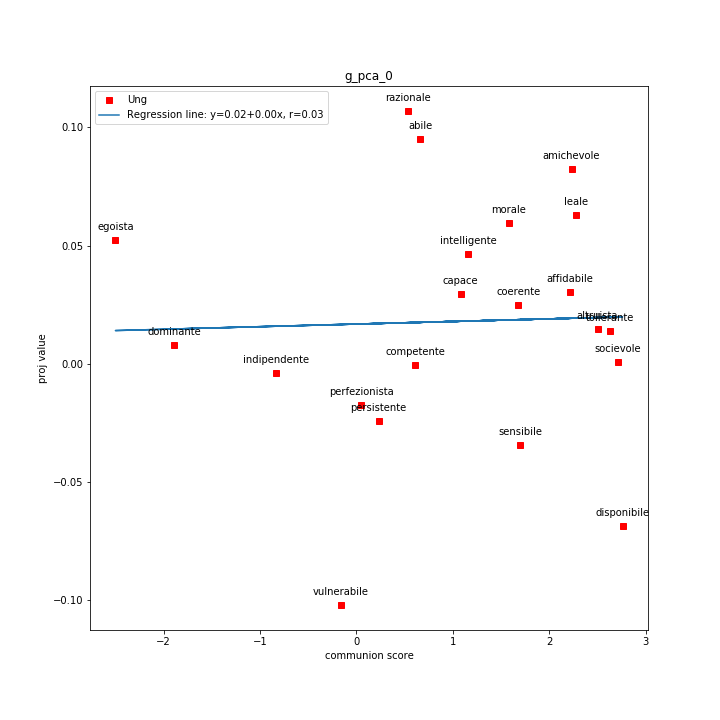 g_pca_0
Ung
Regression line: y=0.02+0.00x, r=0.03
razionale
abile
amichevole
leale
morale
egoista
intelligente
capace
affidabile
coerente
altruista
tollerante
dominante
socievole
indipendente
competente
perfezionista
persistente
sensibile
disponibile
vulnerabile
0.10
0.05
0.00
−0.05
−0.10
proj value
−2 −1 0 1 2 3
communion score